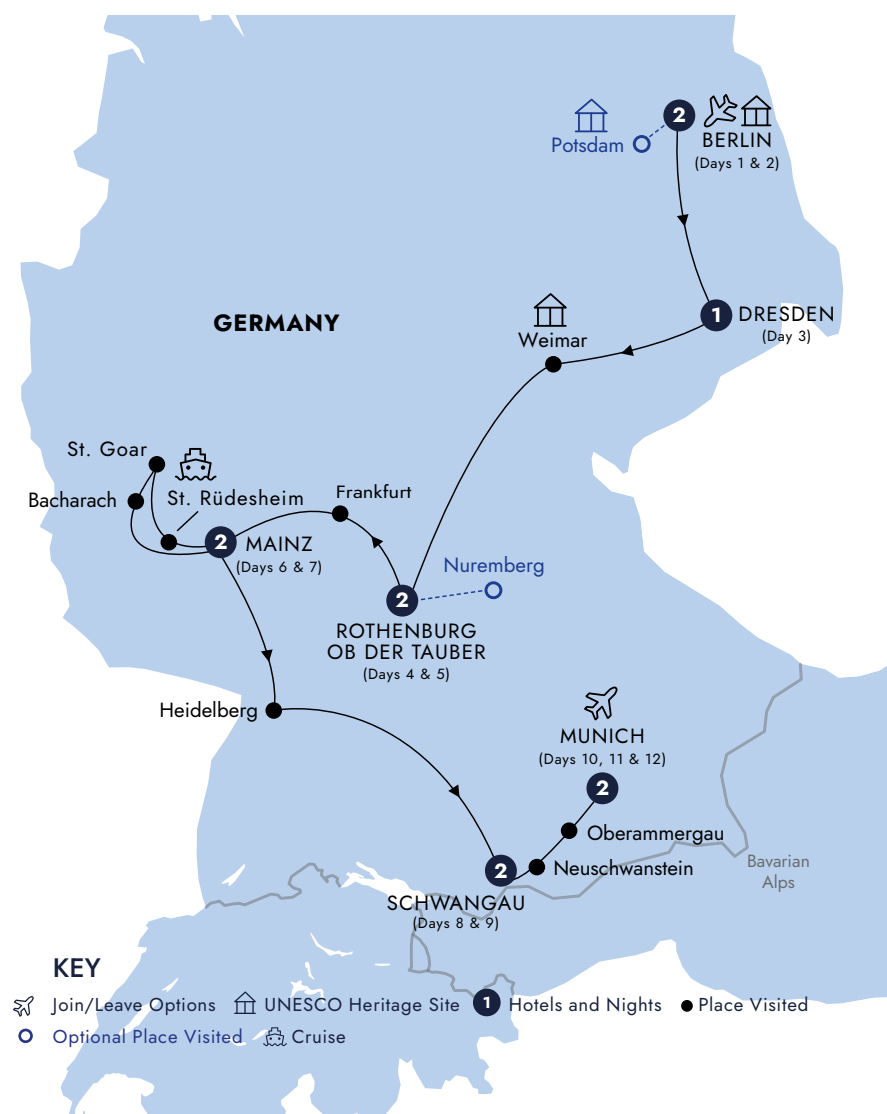 2
BERLIN
(Days 1 & 2)
Potsdam
1
DRESDEN
(Day 3)
GERMANY
Weimar
St. Goar
Bacharach
St. Rüdesheim
Frankfurt
2
MAINZ
(Days 6 & 7)
Nuremberg
2
ROTHENBURG
OB DER TAUBER
(Days 4 & 5)
Heidelberg
MUNICH
(Days 10, 11 & 12)
2
Oberammergau
Neuschwanstein
2
SCHWANGAU
(Days 8 & 9)
Bavarian
Alps
KEY
Join/Leave Options
UNESCO Heritage Site
1
Hotels and Nights
Place Visited
Optional Place Visited
Cruise